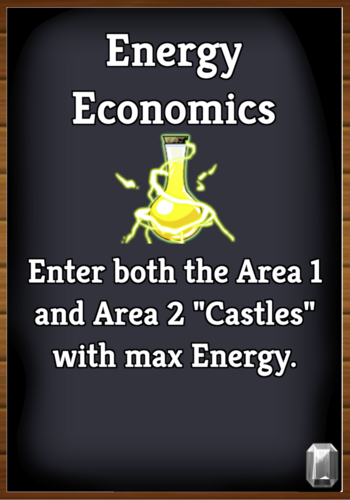 Energy
Economics
Enter both the Area 1
and Area 2 "Castles"
with max Energy.